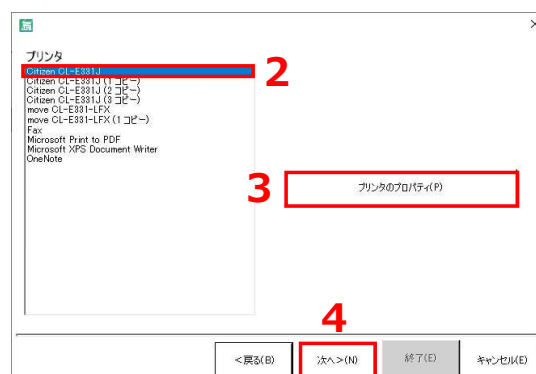 プリンタ
Citizen CL-E331J
Citizen CL-E331J (1 コピー)
Citizen CL-E331J (2 コピー)
Citizen CL-E331J (3 コピー)
move CL-E331-LFX
move CL-E331-LFX (1 コピー)
Fax
Microsoft Print to PDF
Microsoft XPS Document Writer
OneNote
2
3
プリンタのプロパティ(P)
4
<戻る(B)
次へ>(N)
終了(E)
キャンセル(E)